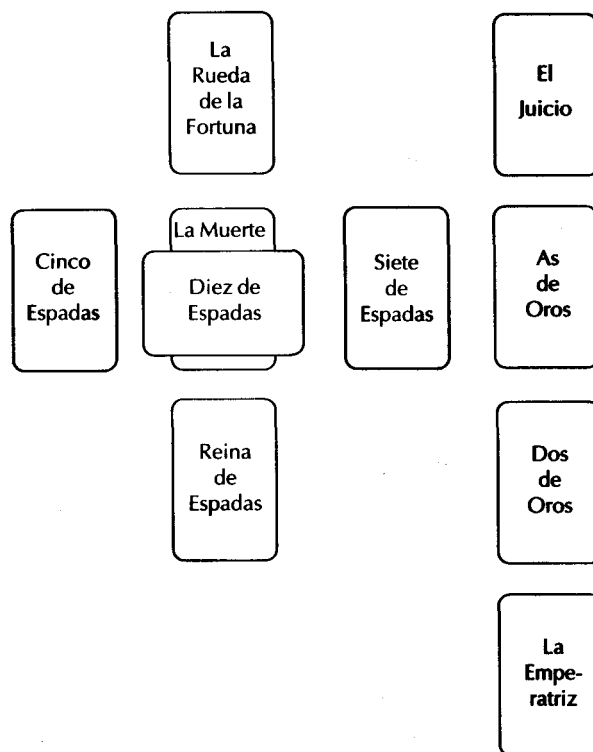 La
Rueda
de la
Fortuna
El
Juicio
La Muerte
Cinco
de
Espadas
Diez de
Espadas
Siete
de
Espadas
As
de
Oros
Reina
de
Espadas
Dos
de
Oros
La
Empe-
ratriz